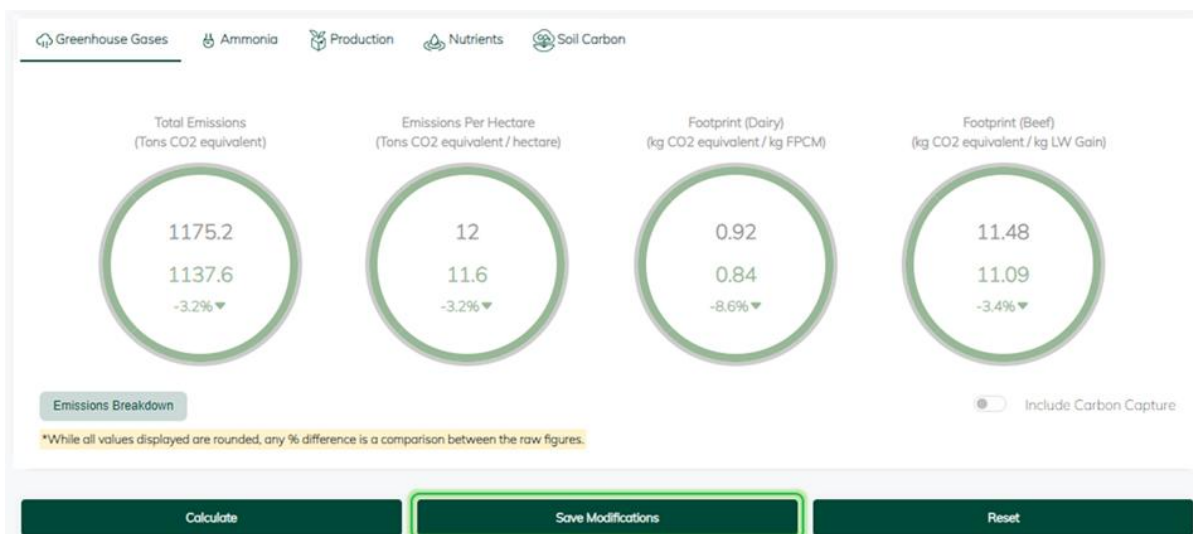 Greenhouse Gases
Ammonia
Production
Nutrients
Soil Carbon
Total Emissions
(Tons CO2 equivalent)
1175.2
1137.6
-3.2%
Emissions Per Hectare
(Tons CO2 equivalent / hectare)
12
11.6
-3.2%
Footprint (Dairy)
(kg CO2 equivalent / kg FPCM)
0.92
0.84
-8.6%
Footprint (Beef)
(kg CO2 equivalent / kg LW Gain)
11.48
11.09
-3.4%
Emissions Breakdown
Include Carbon Capture
*While all values displayed are rounded, any % difference is a comparison between the raw figures.
Calculate
Save Modifications
Reset